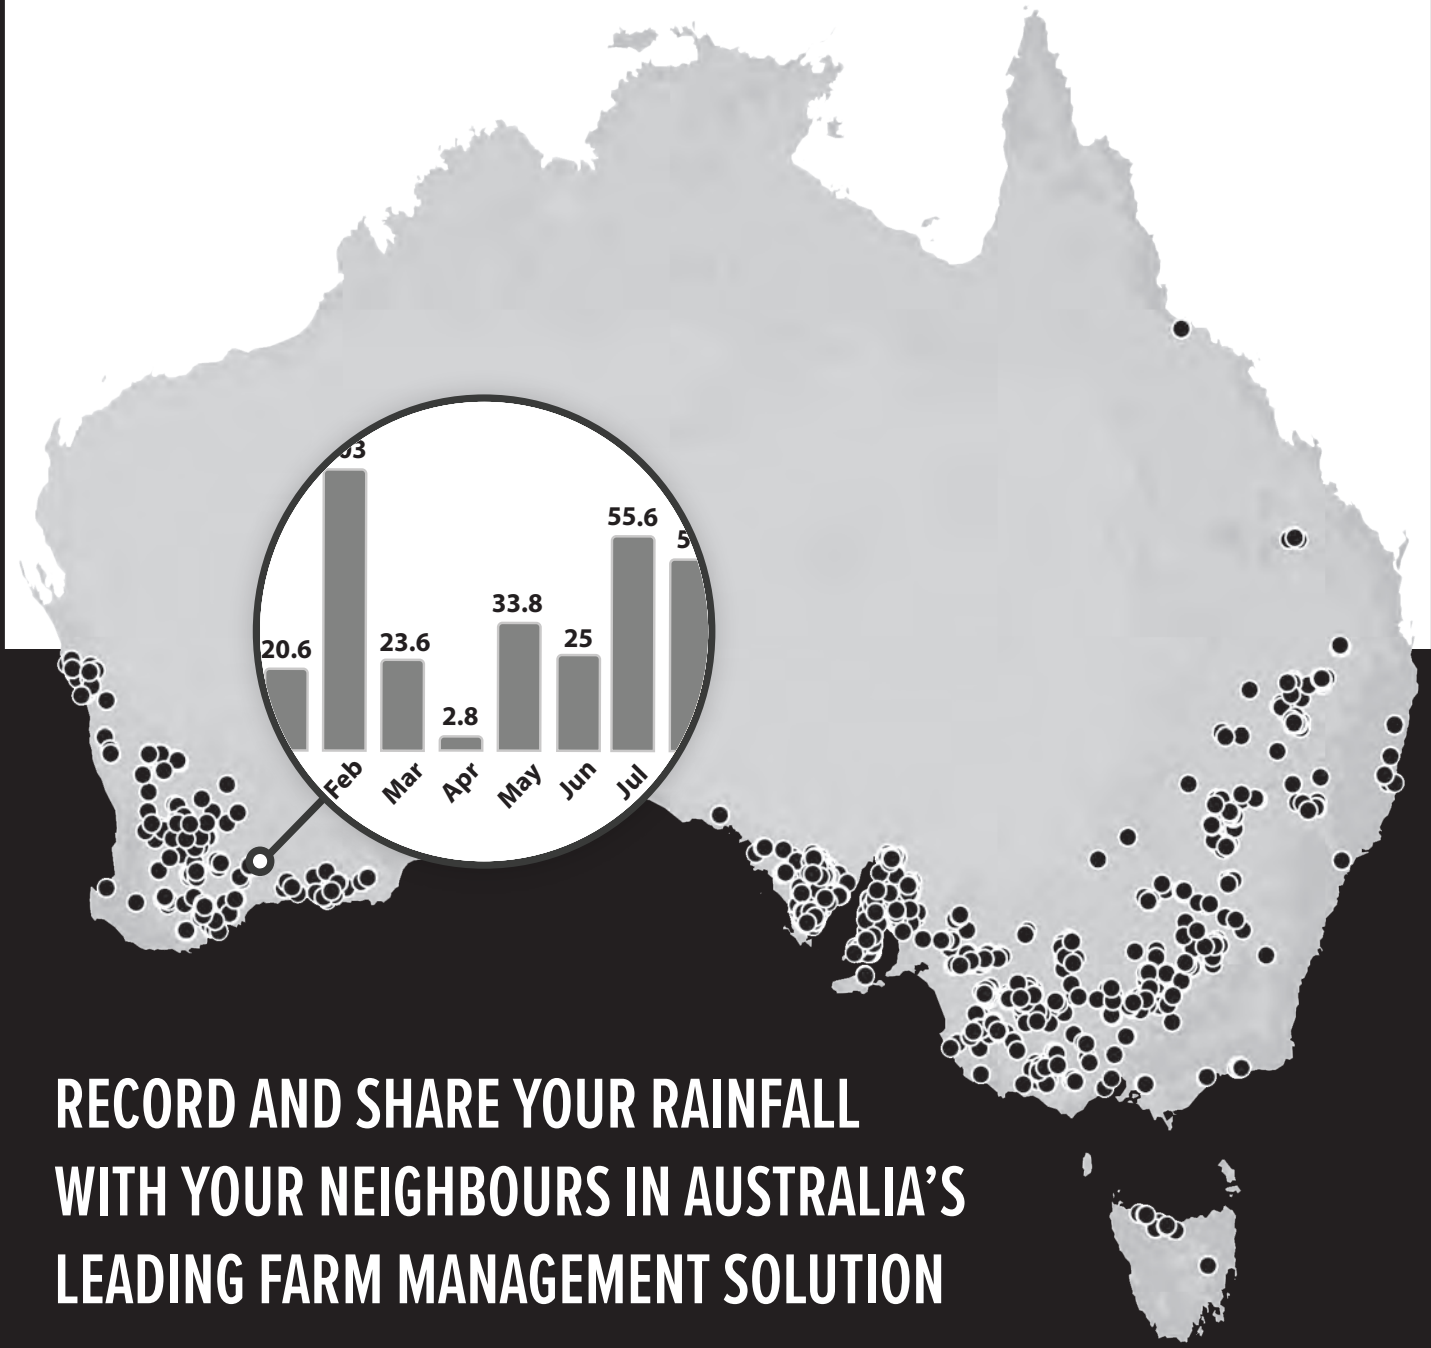 55.6
33.8
25
23.6
20.6
2.8
Feb Mar Apr May Jun Jul
RECORD AND SHARE YOUR RAINFALL
WITH YOUR NEIGHBOURS IN AUSTRALIA’S
LEADING FARM MANAGEMENT SOLUTION